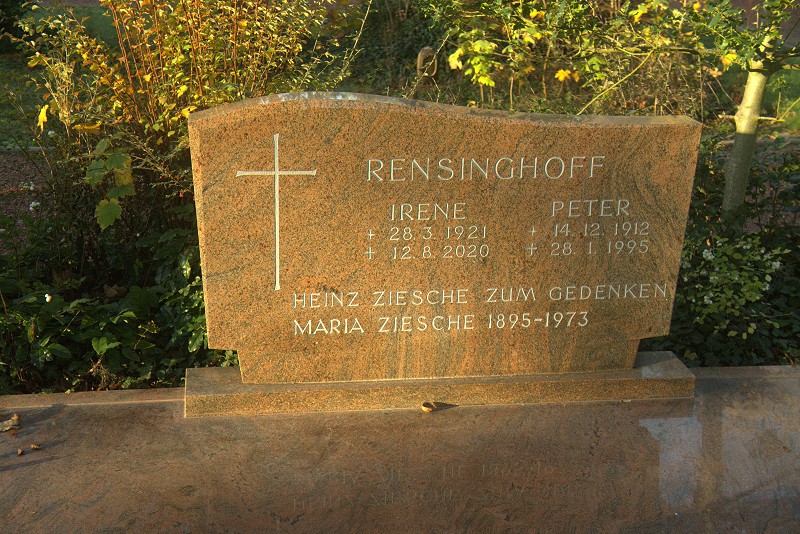 RENSINGHOFF
IRENE PETER
+ 28.3.1921 + 14.12.1912
+ 12.8.2020 + 28.1.1995
HEINZ ZIESCHE ZUM GEDENKEN
MARIA ZIESCHE 1895-1973